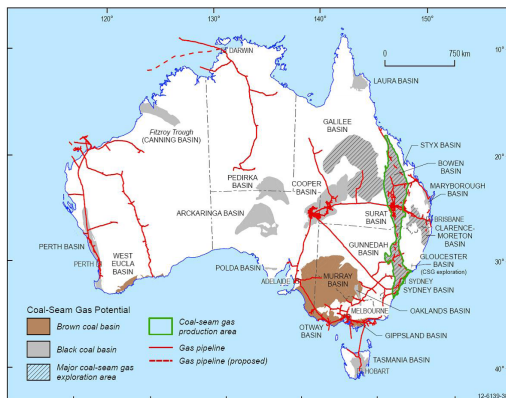 110°
120°
130°
140°
150°
10°
10°
DARWIN
0
750 km
LAURA BASIN
Fitzroy Trough
(CANNING BASIN)
GALILEE
BASIN
STYX BASIN
20°
20°
BOWEN
BASIN
PEDIRKA
BASIN
COOPER
BASIN
MARYBOROUGH
BASIN
ARCKARINGA BASIN
SURAT
BASIN
BRISBANE
CLARENCE-
MORETON
BASIN
PERTH BASIN
GUNNEDAH
BASIN
GLOUCESTER
BASIN
(CSG exploration)
PERTH
WEST
EUCLA
BASIN
POLDA BASIN
30°
30°
ADELAIDE
MURRAY
BASIN
SYDNEY
SYDNEY BASIN
Coal-Seam Gas Potential
OAKLANDS BASIN
MELBOURNE
Brown coal basin
Coal-seam gas
production area
OTWAY
BASIN
GIPPSLAND BASIN
Black coal basin
Gas pipeline
Major coal-seam gas
exploration area
Gas pipeline (proposed)
TASMANIA BASIN
HOBART